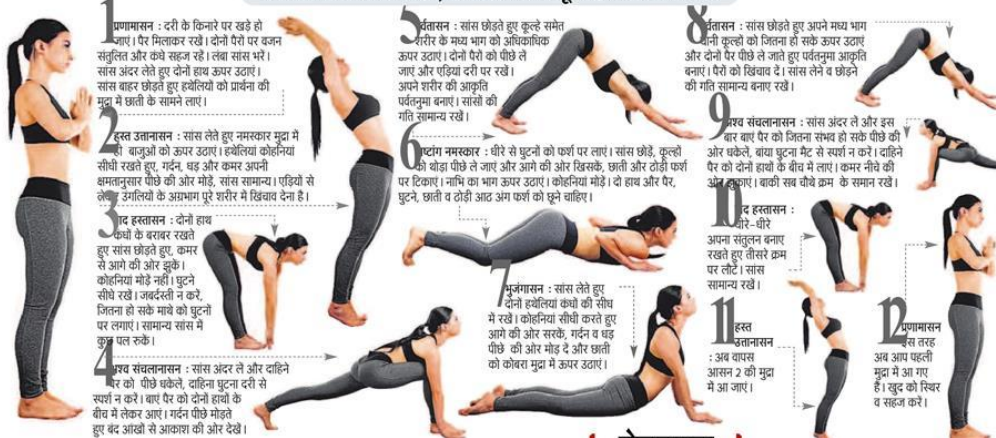 1
प्रणामासन : दरी के किनारे पर खड़े हो
जाएं। पैर मिलाकर रखें। दोनों पैरों पर वजन
संतुलित और कंधे सहज रहें। लंबा सांस भरें।
सांस अंदर लेते हुए दोनों हाथ ऊपर उठाएं।
सांस बाहर छोड़ते हुए हथेलियों को प्रार्थना की
मुद्रा में छाती के सामने लाएं।
2
हस्त उत्तानासन : सांस लेते हुए नमस्कार मुद्रा में
ही बाजुओं को ऊपर उठाएं। हथेलियां कोहनियां
सीधी रखते हुए, गर्दन, धड़ और कमर अपनी
क्षमतानुसार पीछे की ओर मोड़ें, सांस सामान्य। एड़ियों से
लेकर उंगलियों के अग्रभाग पूरे शरीर में खिंचाव देना है।
3
पाद हस्तासन : दोनों हाथ
कंधों के बराबर रखते
हुए सांस छोड़ते हुए, कमर
से आगे की ओर झुकें।
कोहनियां मोड़ें नहीं। घुटने
सीधे रखें। जबर्दस्ती न करें,
जितना हो सके माथे को घुटनों
पर लगाएं। सामान्य सांस में
कुछ पल रुकें।
4
अश्व संचलानासन : सांस अंदर लें और दाहिने
पैर को पीछे धकेलें, दाहिना घुटना दरी से
स्पर्श न करें। बाएं पैर को दोनों हाथों के
बीच में लेकर आएं। गर्दन पीछे मोड़ते
हुए बंद आंखों से आकाश की ओर देखें।
5
पर्वतासन : सांस छोड़ते हुए कूल्हे समेत
शरीर के मध्य भाग को अधिकाधिक
ऊपर उठाएं। दोनों पैरों को पीछे लें
जाएं और एड़ियां दरी पर रखें।
अपने शरीर की आकृति
पर्वतनुमा बनाएं। सांसों की
गति सामान्य रखें।
6
अष्टांग नमस्कार : धीरे से घुटनों को फर्श पर लाएं। सांस छोड़ें, कूल्हों
को थोड़ा पीछे ले जाएं और आगे की ओर खिसकें, छाती और ठोड़ी फर्श
पर टिकाएं। नाभि का भाग ऊपर उठाएं। कोहनियां मोड़ें। दो हाथ और पैर,
घुटने, छाती व ठोड़ी आठ अंग फर्श को छूने चाहिए।
7
भुजंगासन : सांस लेते हुए
दोनों हथेलियां कंधों की सीध
में रखें। कोहनियां सीधी करते हुए
आगे की ओर सरकें, गर्दन व धड़
पीछे की ओर मोड़ दें और छाती
को कोबरा मुद्रा में ऊपर उठाएं।
8
पर्वतासन : सांस छोड़ते हुए अपने मध्य भाग
यानी कूल्हों को जितना हो सके ऊपर उठाएं
और दोनों पैर पीछे ले जाते हुए पर्वतनुमा आकृति
बनाएं। पैरों को खिंचाव दें। सांस लेने व छोड़ने
की गति सामान्य बनाए रखें।
9
अश्व संचलानासन : सांस अंदर लें और इस
बार बाएं पैर को जितना संभव हो सके पीछे की
ओर धकेलें, बांया घुटना मैट से स्पर्श न करें। दाहिने
पैर को दोनों हाथों के बीच में लाएं। कमर नीचे की
ओर झुकाएं। बाकी सब चौथे क्रम के समान रखें।
10
पाद हस्तासन :
धीरे-धीरे
अपना संतुलन बनाए
रखते हुए तीसरे क्रम
पर लौटें। सांस
सामान्य रखें।
11
हस्त
उत्तानासन
: अब वापस
आसन 2 की मुद्रा
में आ जाएं।
12
प्रणामासन
: इस तरह
अब आप पहली
मुद्रा में आ गए
हैं। खुद को स्थिर
व सहज करें।